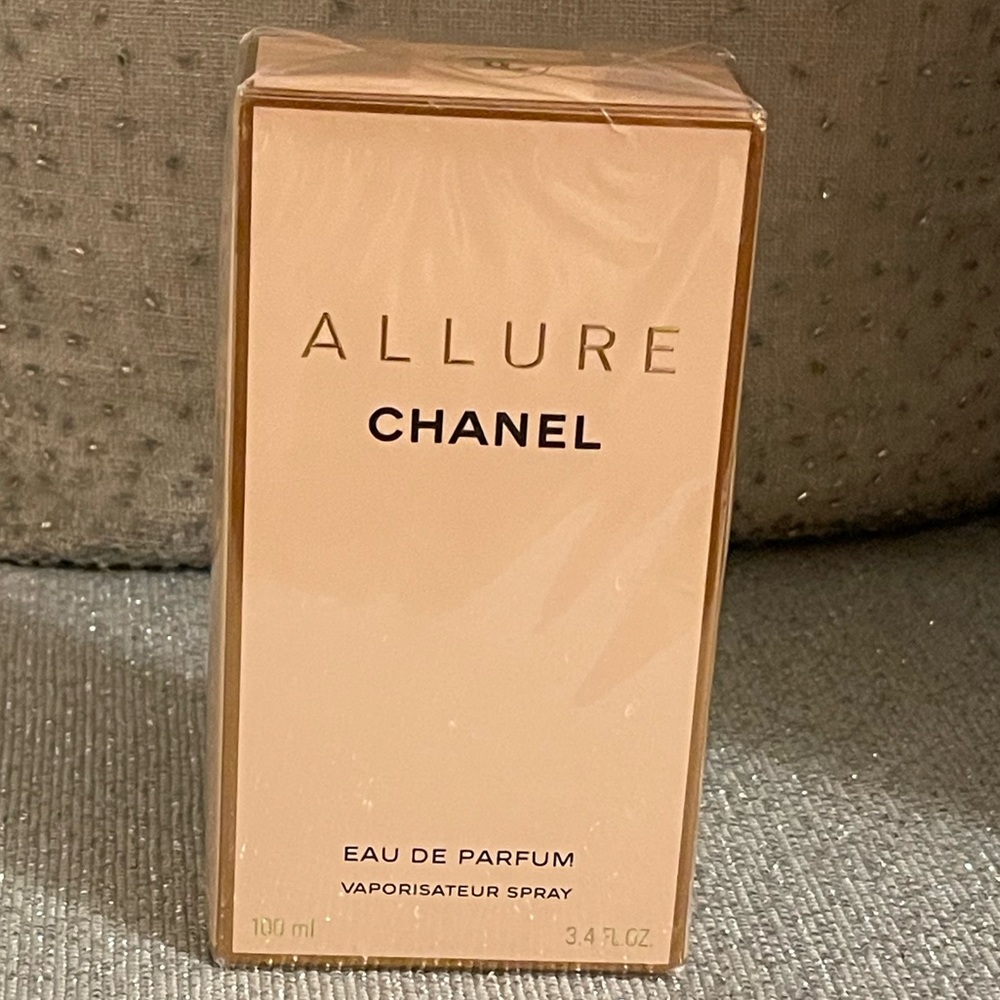 ALLURE
CHANEL
EAU DE PARFUM
VAPORISATEUR SPRAY
100 ml
3.4 FL.OZ.